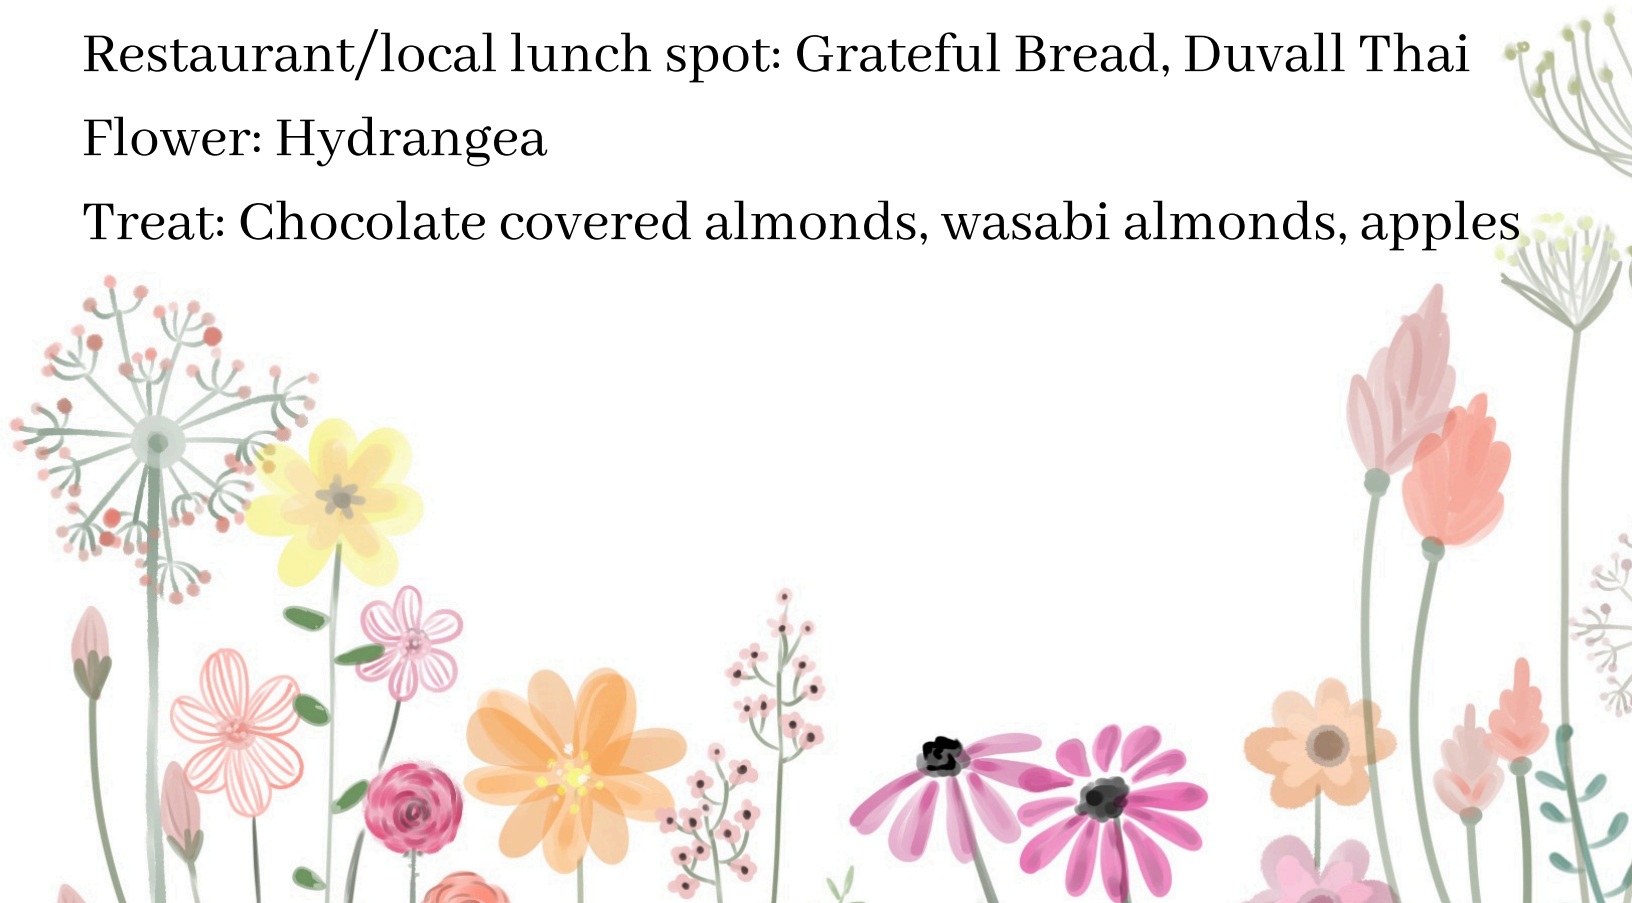 Restaurant/local lunch spot: Grateful Bread, Duvall Thai
Flower: Hydrangea
Treat: Chocolate covered almonds, wasabi almonds, apples